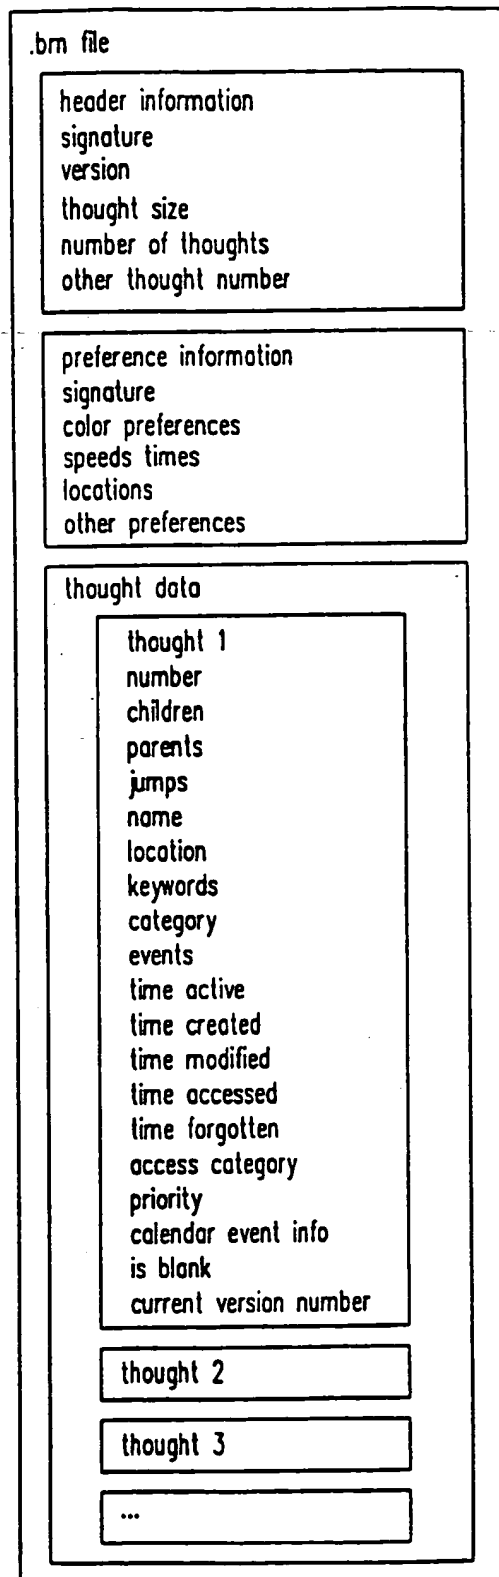 .brn file
header information
signature
version
thought size
number of thoughts
other thought number
preference information
signature
color preferences
speeds times
locations
other preferences
thought data
thought 1
number
children
parents
jumps
name
location
keywords
category
events
time active
time created
time modified
time accessed
time forgotten
access category
priority
calendar event info
is blank
current version number
thought 2
thought 3
...